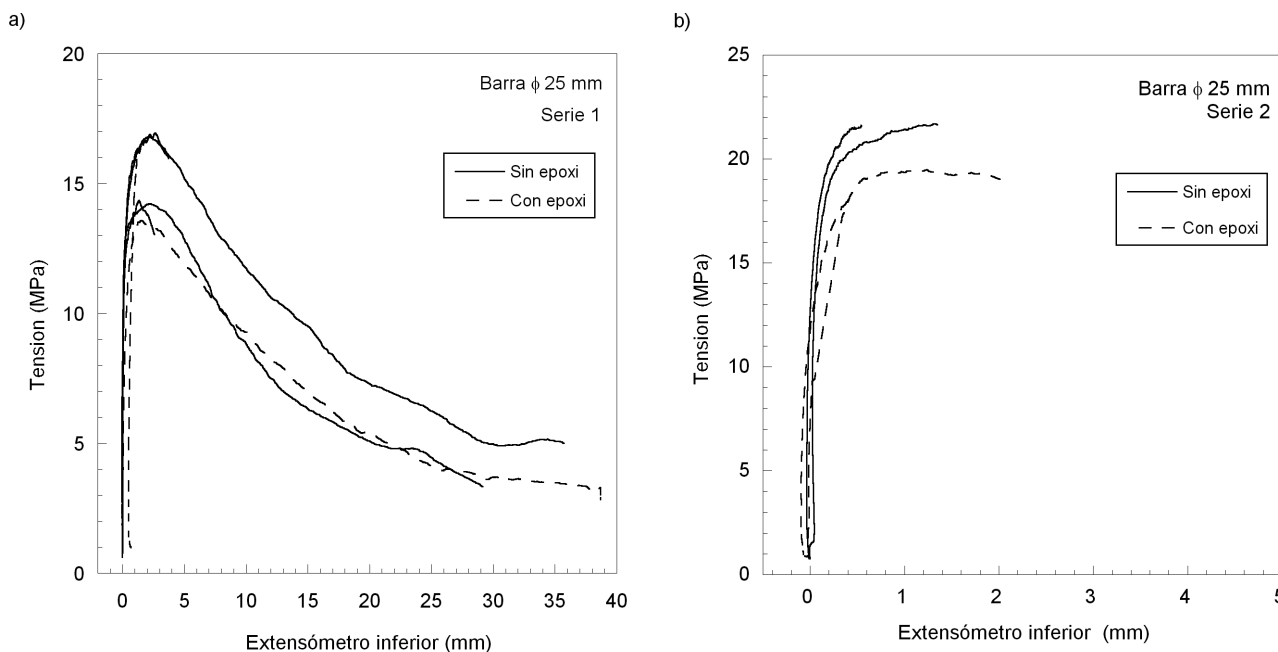 a)
20
15
10
5
0
Tension (MPa)
Barra ϕ 25 mm
Serie 1
Sin epoxi
Con epoxi
0 5 10 15 20 25 30 35 40
Extensómetro inferior (mm)
b)
25
20
15
10
5
0
Tension (MPa)
Barra ϕ 25 mm
Serie 2
Sin epoxi
Con epoxi
0 1 2 3 4 5
Extensómetro inferior (mm)